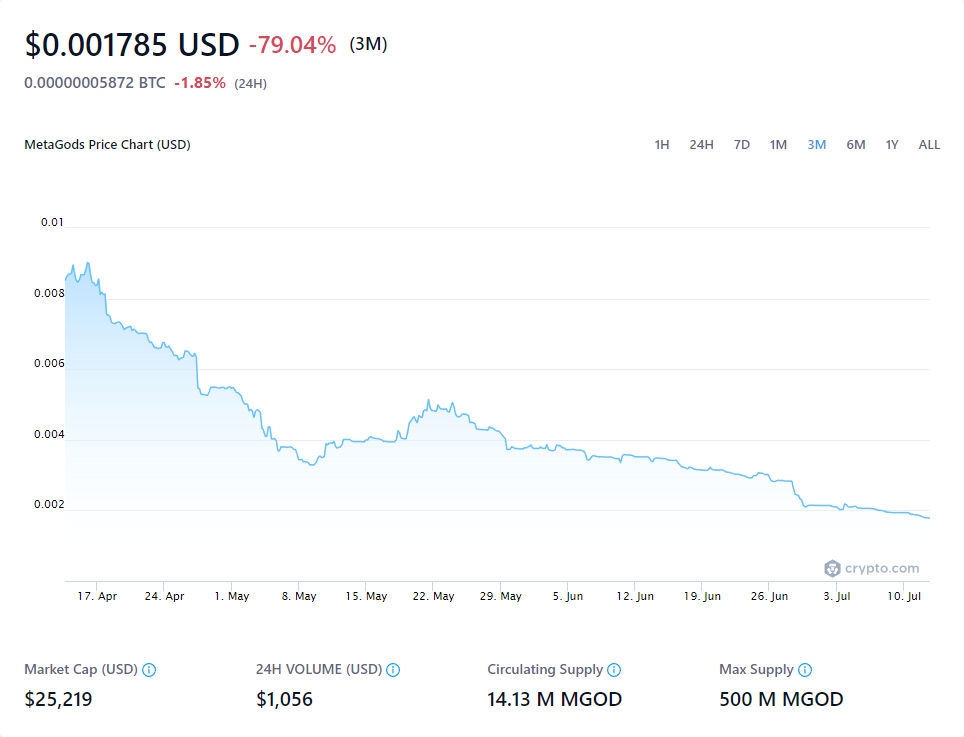 $0.001785 USD -79.04% (3M)
0.00000005872 BTC -1.85% (24H)
MetaGods Price Chart (USD) 1H 24H 7D 1M 3M 6M 1Y ALL
0.01
0.008
0.006
0.004
0.002
crypto.com
17. Apr 24. Apr 1. May 8. May 15. May 22. May 29. May 5. Jun 12. Jun 19. Jun 26. Jun 3. Jul 10. Jul
Market Cap (USD) 24H VOLUME (USD) Circulating Supply Max Supply
$25,219 $1,056 14.13 M MGOD 500 M MGOD